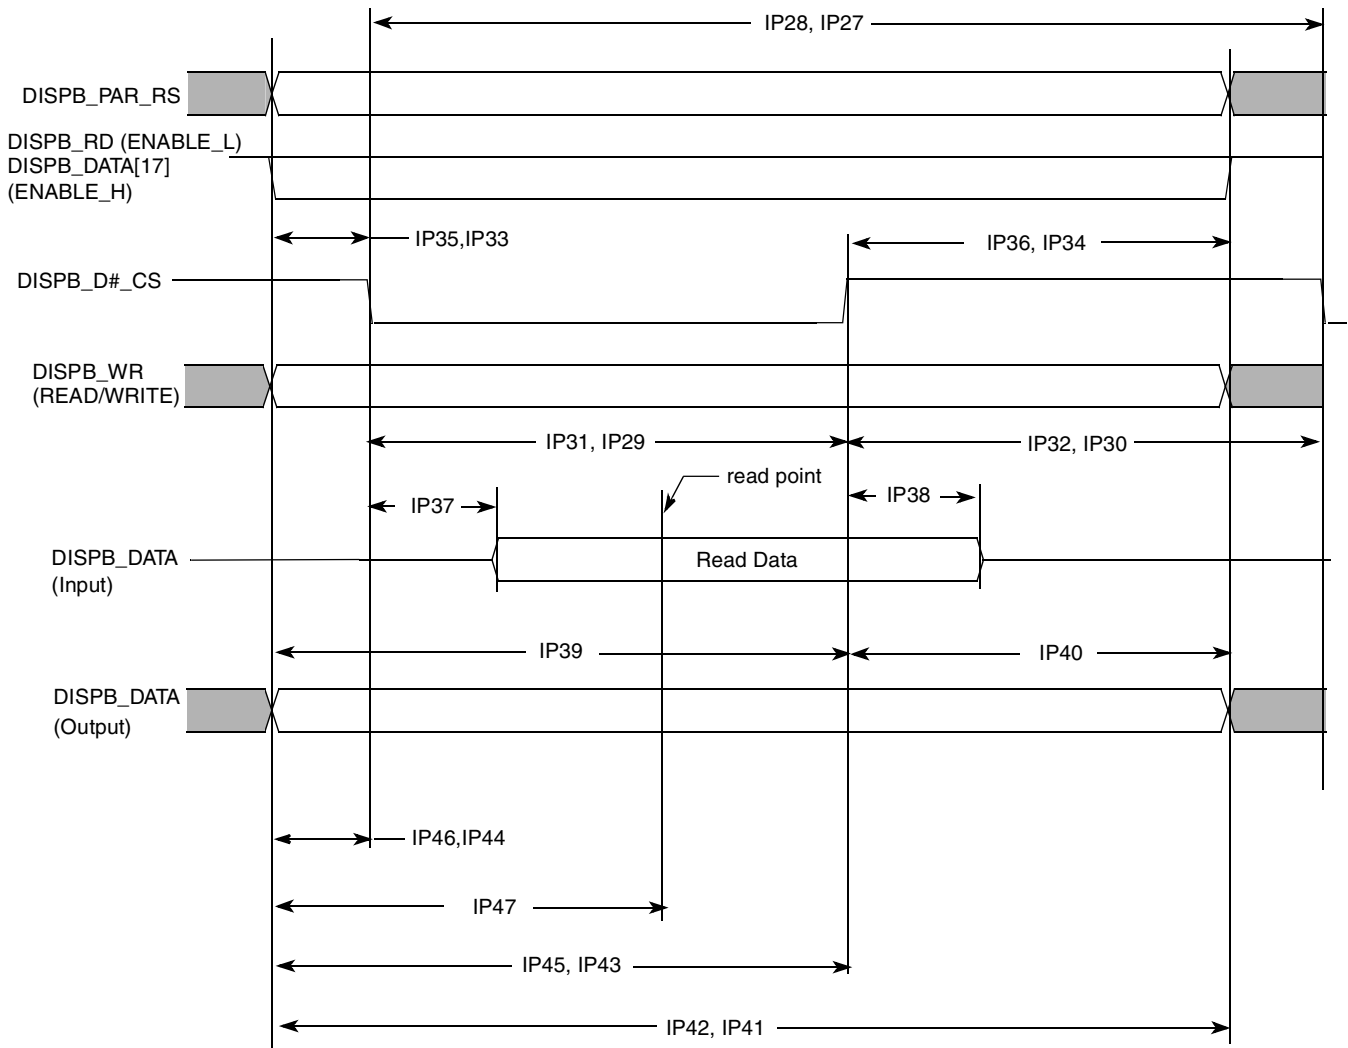 IP28, IP27
DISPB_PAR_RS
DISPB_RD (ENABLE_L)
DISPB_DATA[17]
(ENABLE_H)
IP35,IP33
IP36, IP34
DISPB_D#_CS
DISPB_WR
(READ/WRITE)
IP31, IP29
IP32, IP30
read point
IP37
IP38
DISPB_DATA
(Input)
Read Data
IP39
IP40
DISPB_DATA
(Output)
IP46,IP44
IP47
IP45, IP43
IP42, IP41